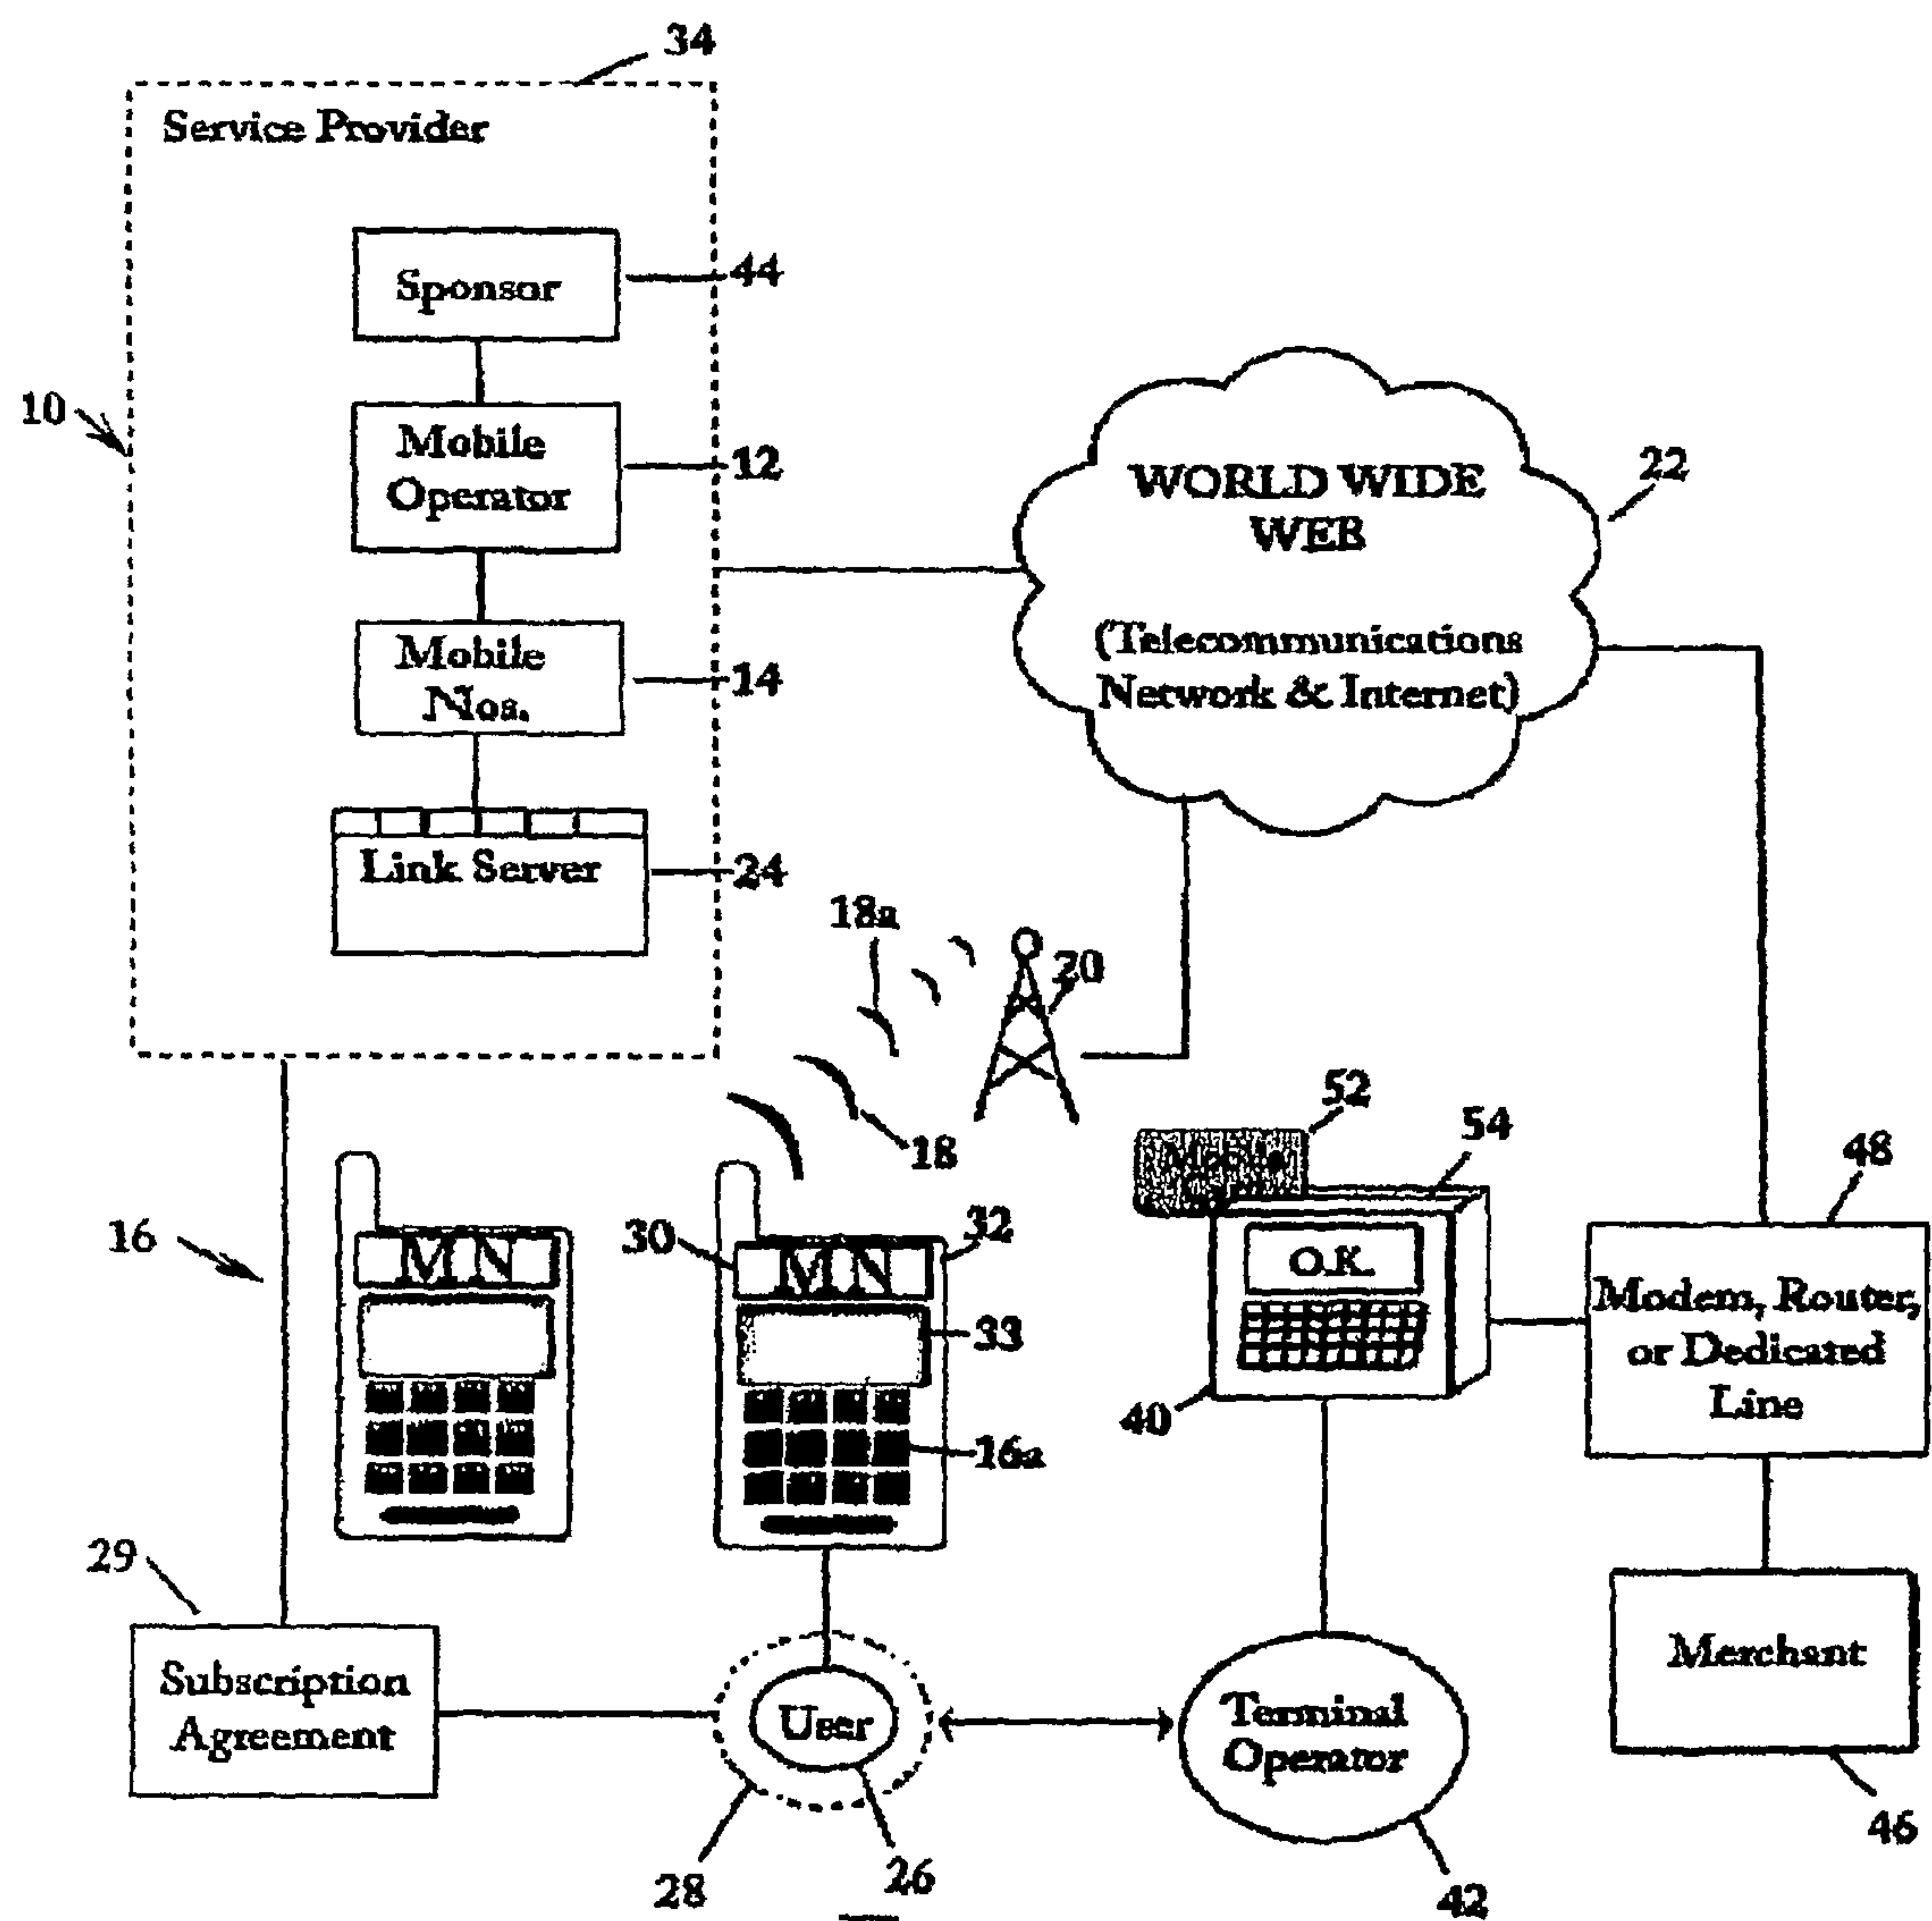 34
Service Provider
Sponsor
44
10
Mobile
Operator
12
WORLD WIDE
WEB
22
(Telecommunications
Network & Internet)
Mobile
Nos.
14
Link Server
24
18a
20
18
52
54
48
16
30
MN
MN
32
33
16a
O.K.
40
Modem, Router,
or Dedicated
Line
29
Subscription
Agreement
User
Terminal
Operator
Merchant
28
26
42
46